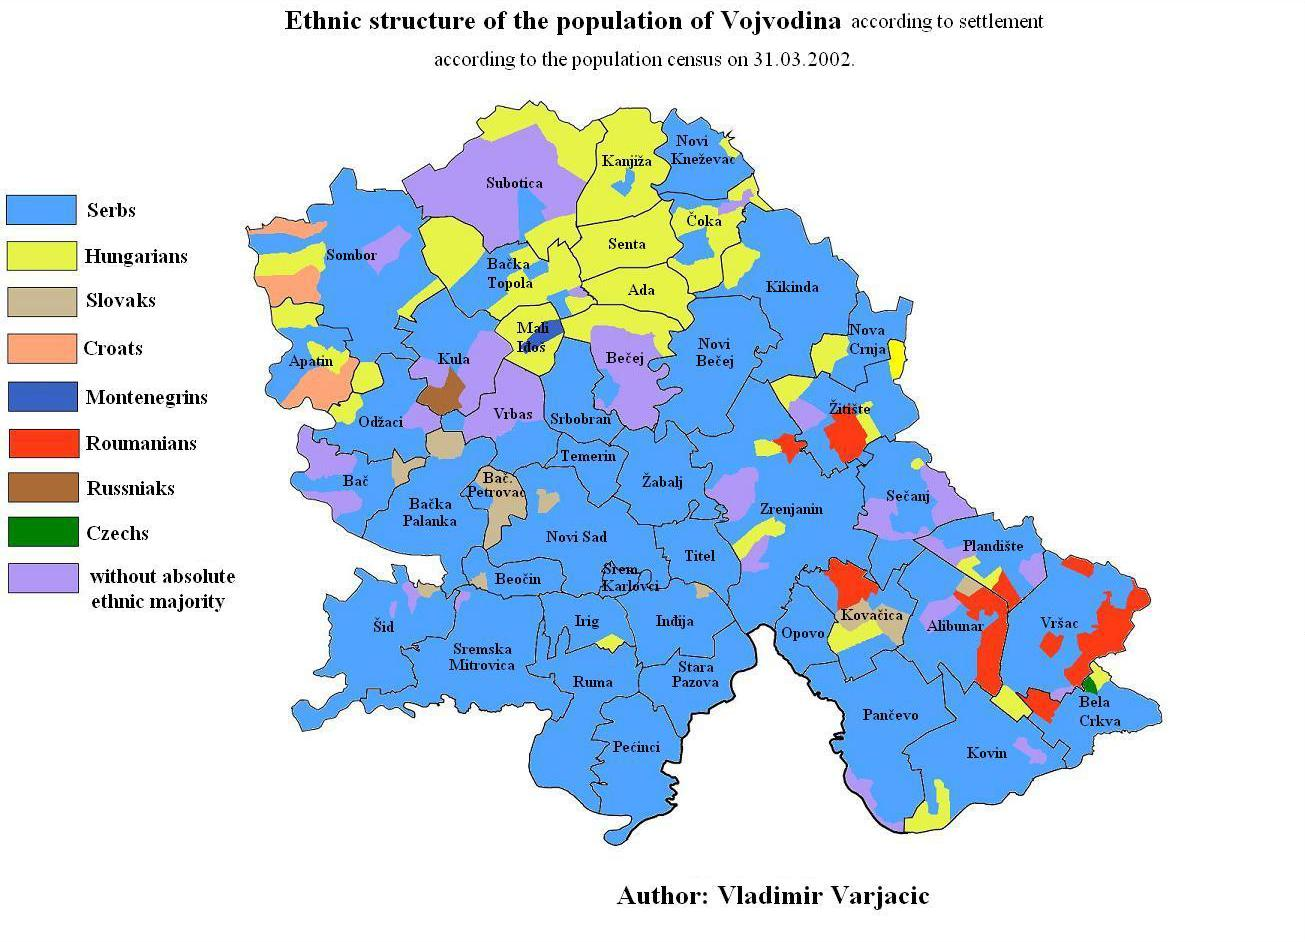 Ethnic structure of the population of Vojvodina according to settlement
according to the population census on 31.03.2002.
Serbs
Hungarians
Slovaks
Croats
Montenegrins
Roumanians
Russniaks
Czechs
without absolute
ethnic majority
Novi
Kneževac
Kanjiža
Subotica
Čoka
Senta
Sombor
Bačka
Topola
Ada
Kikinda
Mali
Iđoš
Nova
Crnja
Apatin
Kula
Bečej
Novi
Bečej
Odžaci
Vrbas
Srbobran
Žitište
Temerin
Bač
Bač.
Petrovac
Žabalj
Bačka
Palanka
Zrenjanin
Sečanj
Novi Sad
Titel
Plandište
Beočin
Srem.
Karlovci
Šid
Irig
Inđija
Opovo
Kovačica
Alibunar
Vršac
Sremska
Mitrovica
Ruma
Stara
Pazova
Pančevo
Bela
Crkva
Pećinci
Kovin
Author: Vladimir Varjacic